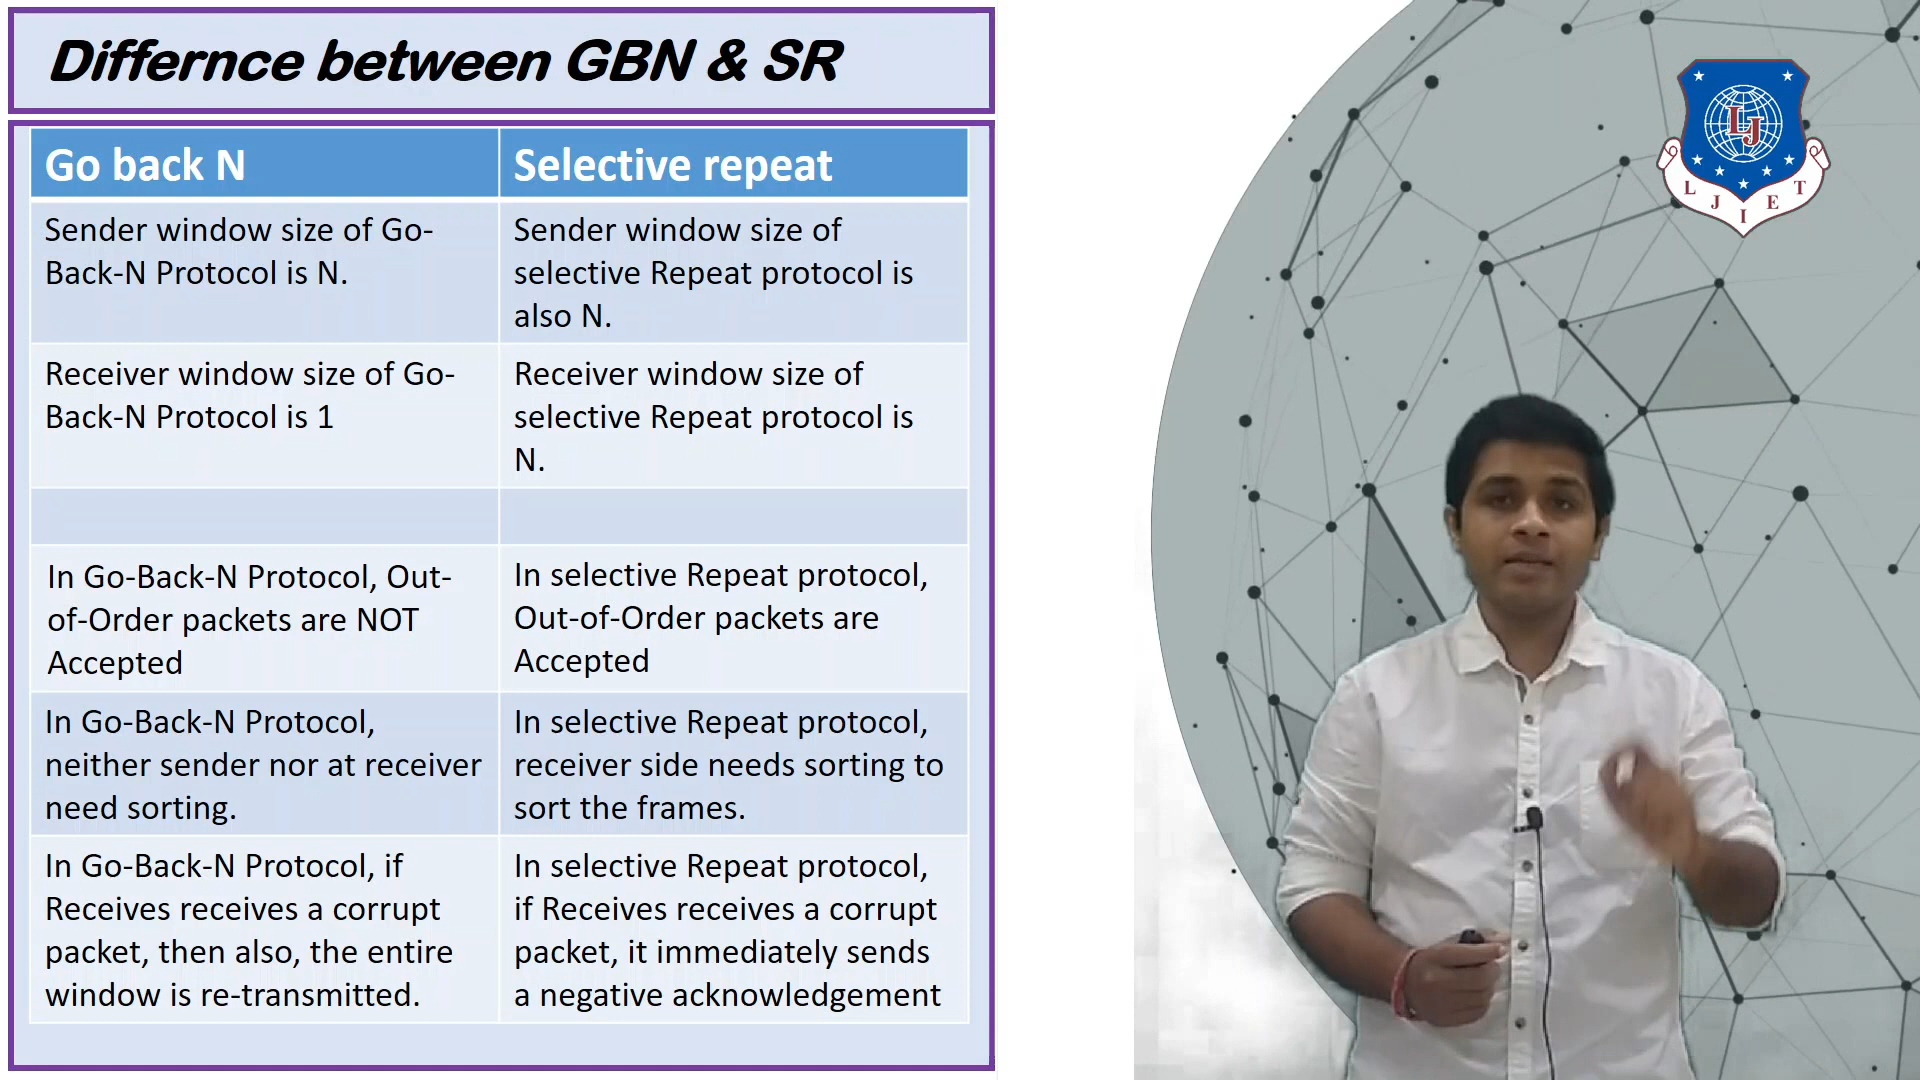 Differnce between GBN & SR
Go back N
Selective repeat
Sender window size of Go-
Back-N Protocol is N.
Sender window size of
selective Repeat protocol is
also N.
Receiver window size of Go-
Back-N Protocol is 1
Receiver window size of
selective Repeat protocol is
N.
In Go-Back-N Protocol, Out-
of-Order packets are NOT
Accepted
In selective Repeat protocol,
Out-of-Order packets are
Accepted
In Go-Back-N Protocol,
neither sender nor at receiver
need sorting.
In selective Repeat protocol,
receiver side needs sorting to
sort the frames.
In Go-Back-N Protocol, if
Receives receives a corrupt
packet, then also, the entire
window is re-transmitted.
In selective Repeat protocol,
if Receives receives a corrupt
packet, it immediately sends
a negative acknowledgement
LJ
L J I E T